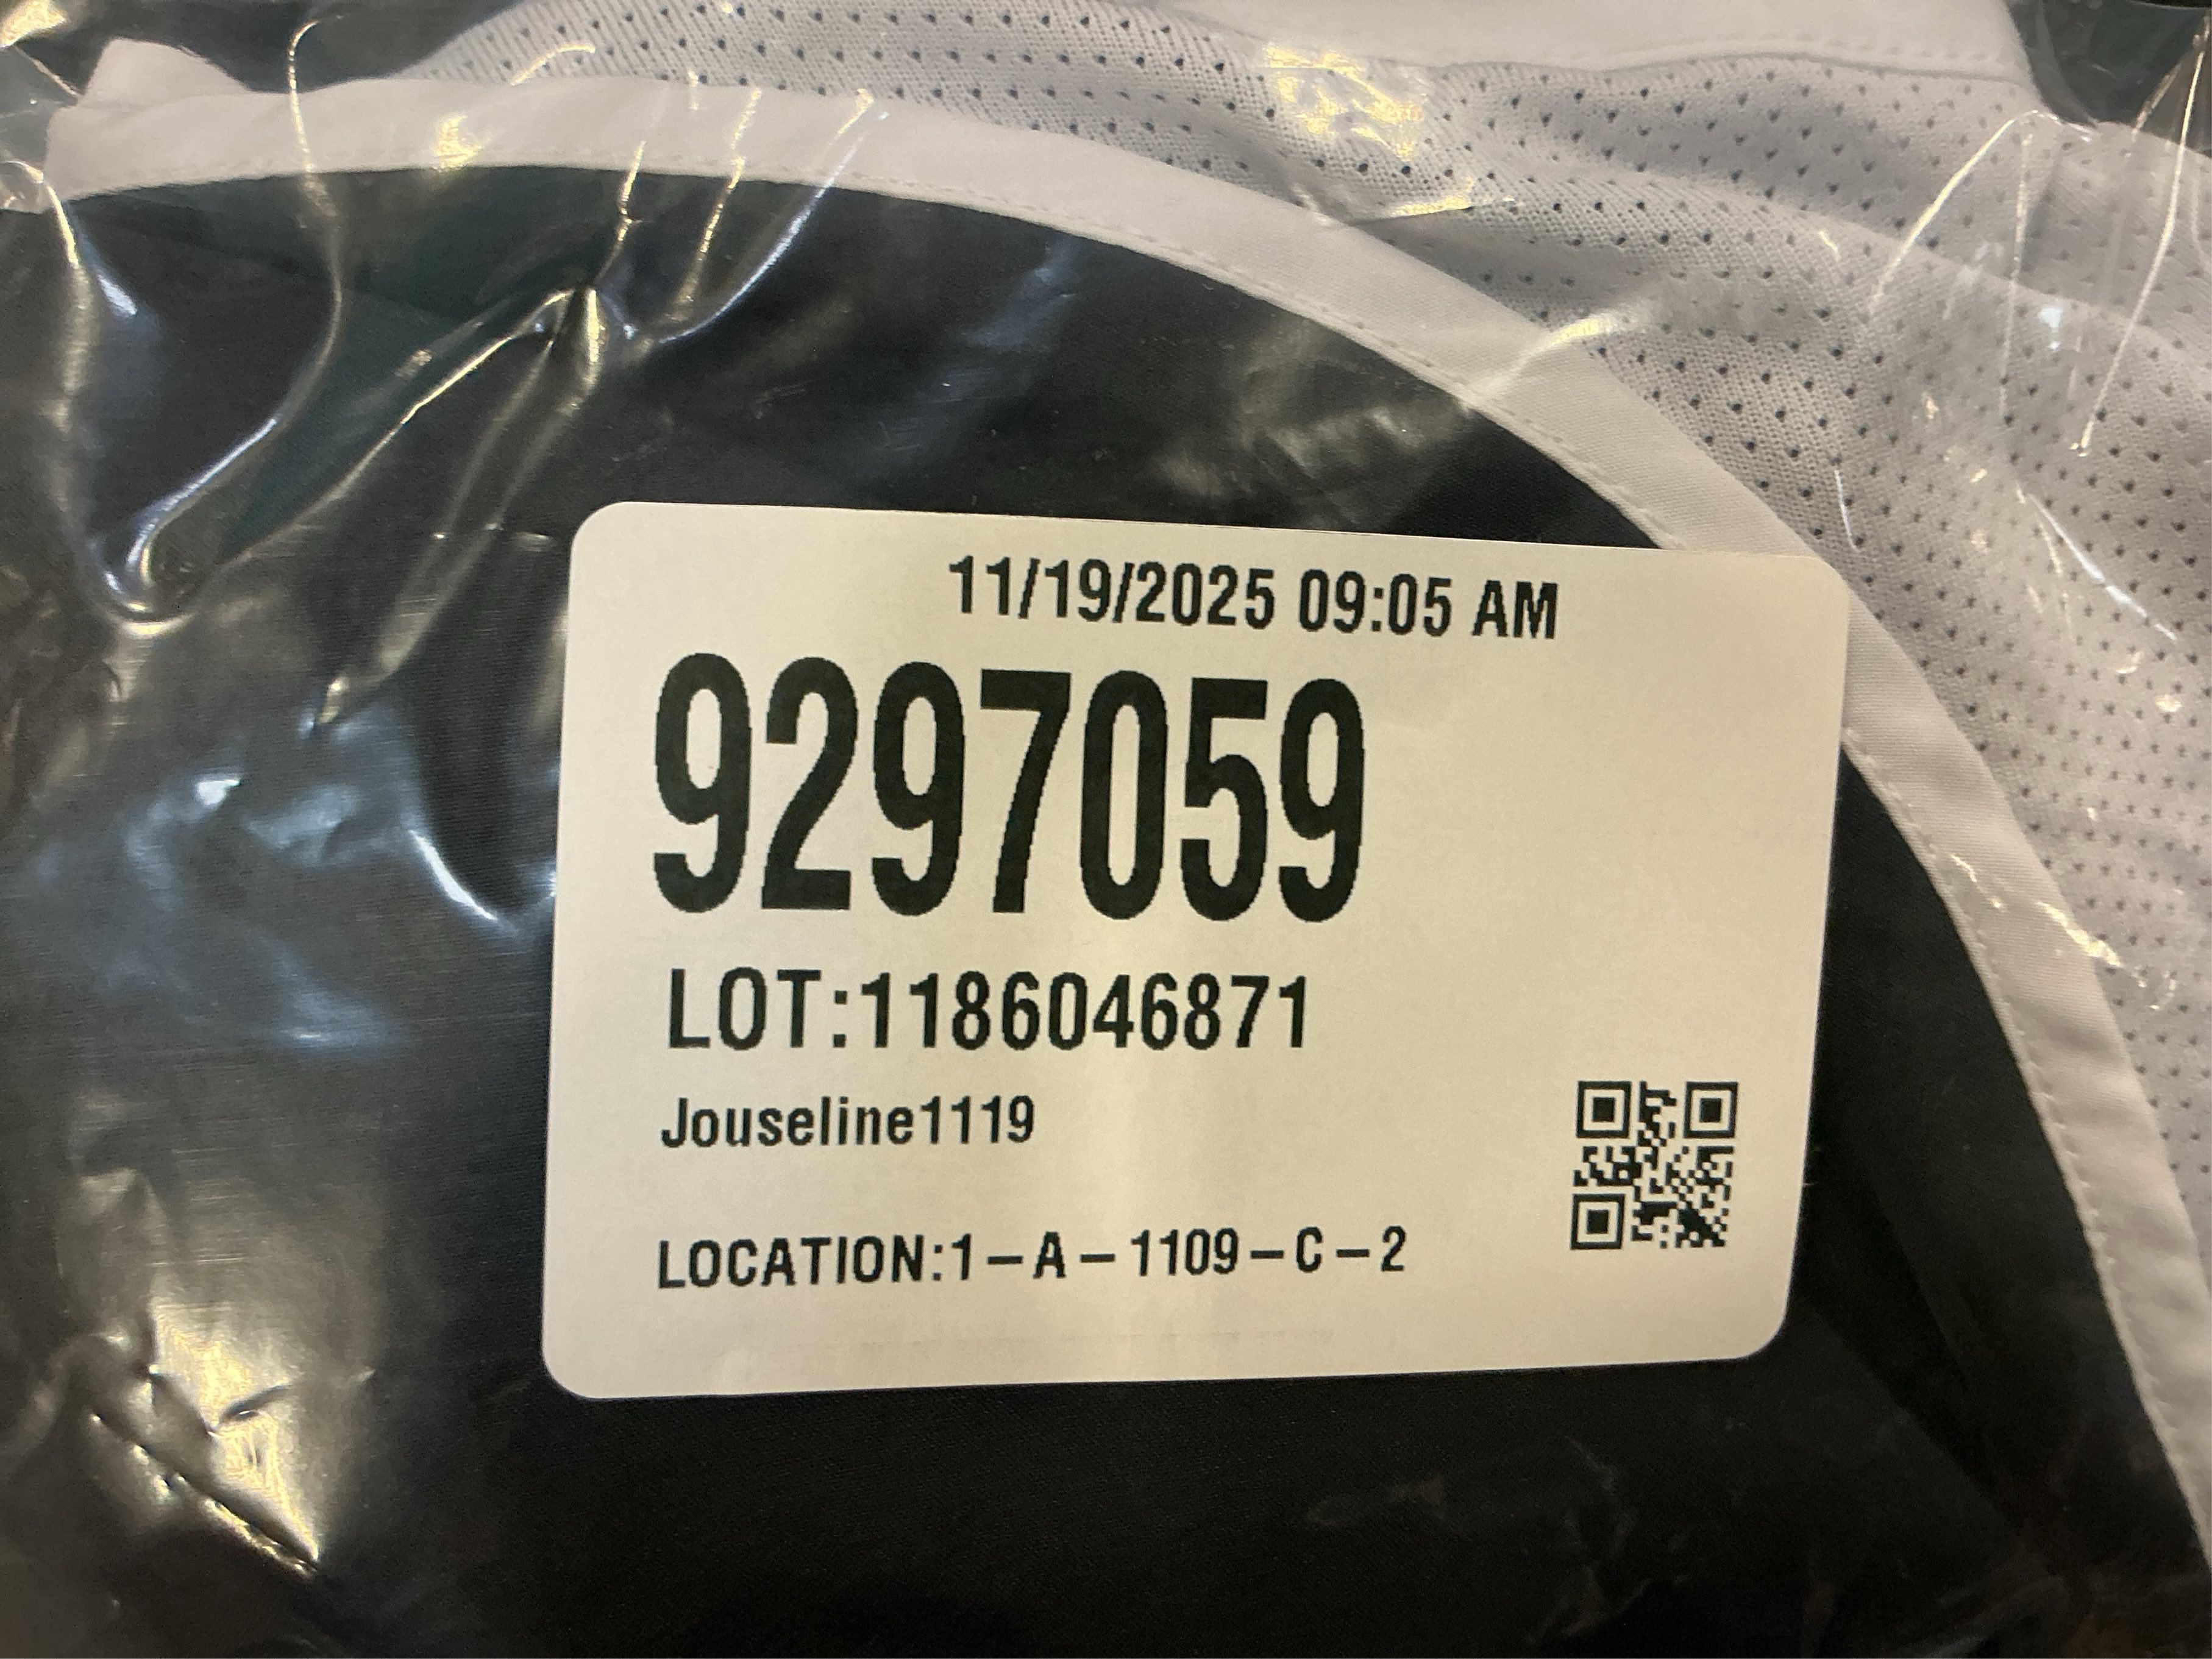 11/19/2025 09:05 AM
9297059
LOT:1186046871
Jouseline1119
LOCATION:1-A-1109-C-2